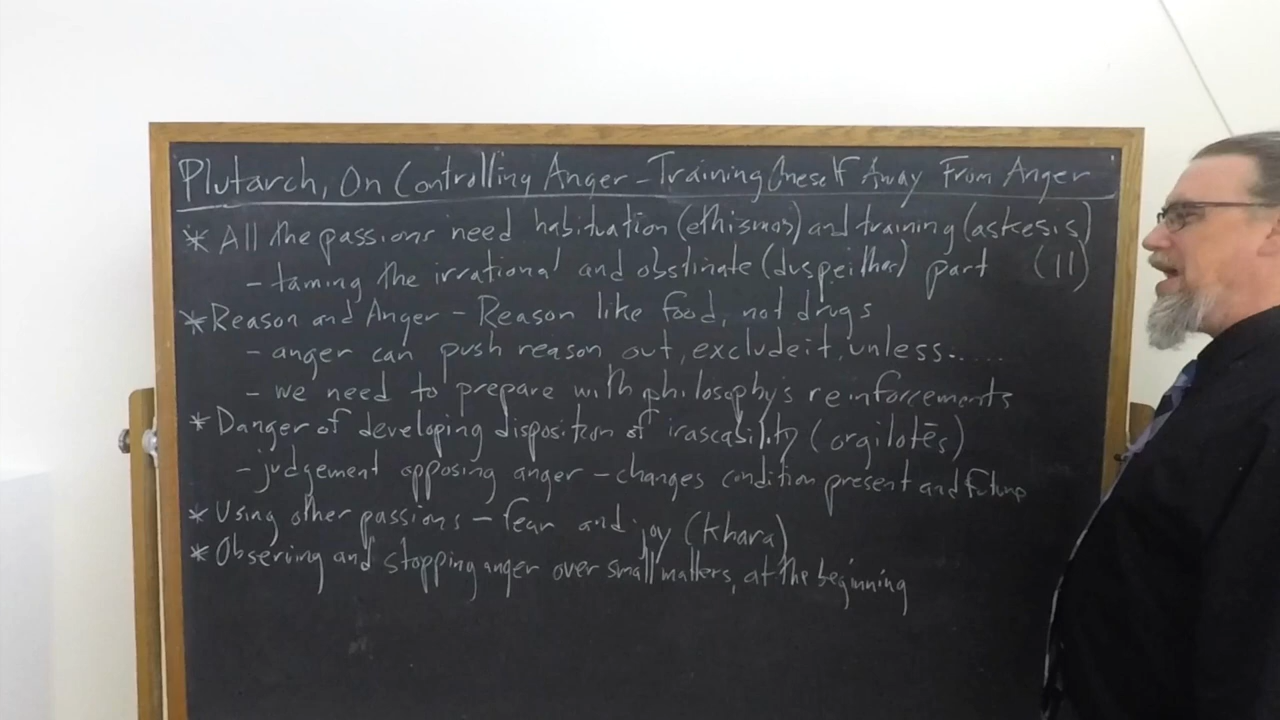 Plutarch, On Controlling Anger - Training Oneself Away From Anger
* All the passions need habituation (ethismos) and training (askesis)
- taming the irrational and obstinate (duspeithes) part (11)
* Reason and Anger - Reason like food, not drugs
- anger can push reason out, exclude it, unless......
- we need to prepare with philosophy's reinforcements
* Danger of developing disposition of irascability (orgilotēs)
- judgement opposing anger - changes condition present and future
* Using other passions - fear and joy (khara)
* Observing and stopping anger over small matters, at the beginning